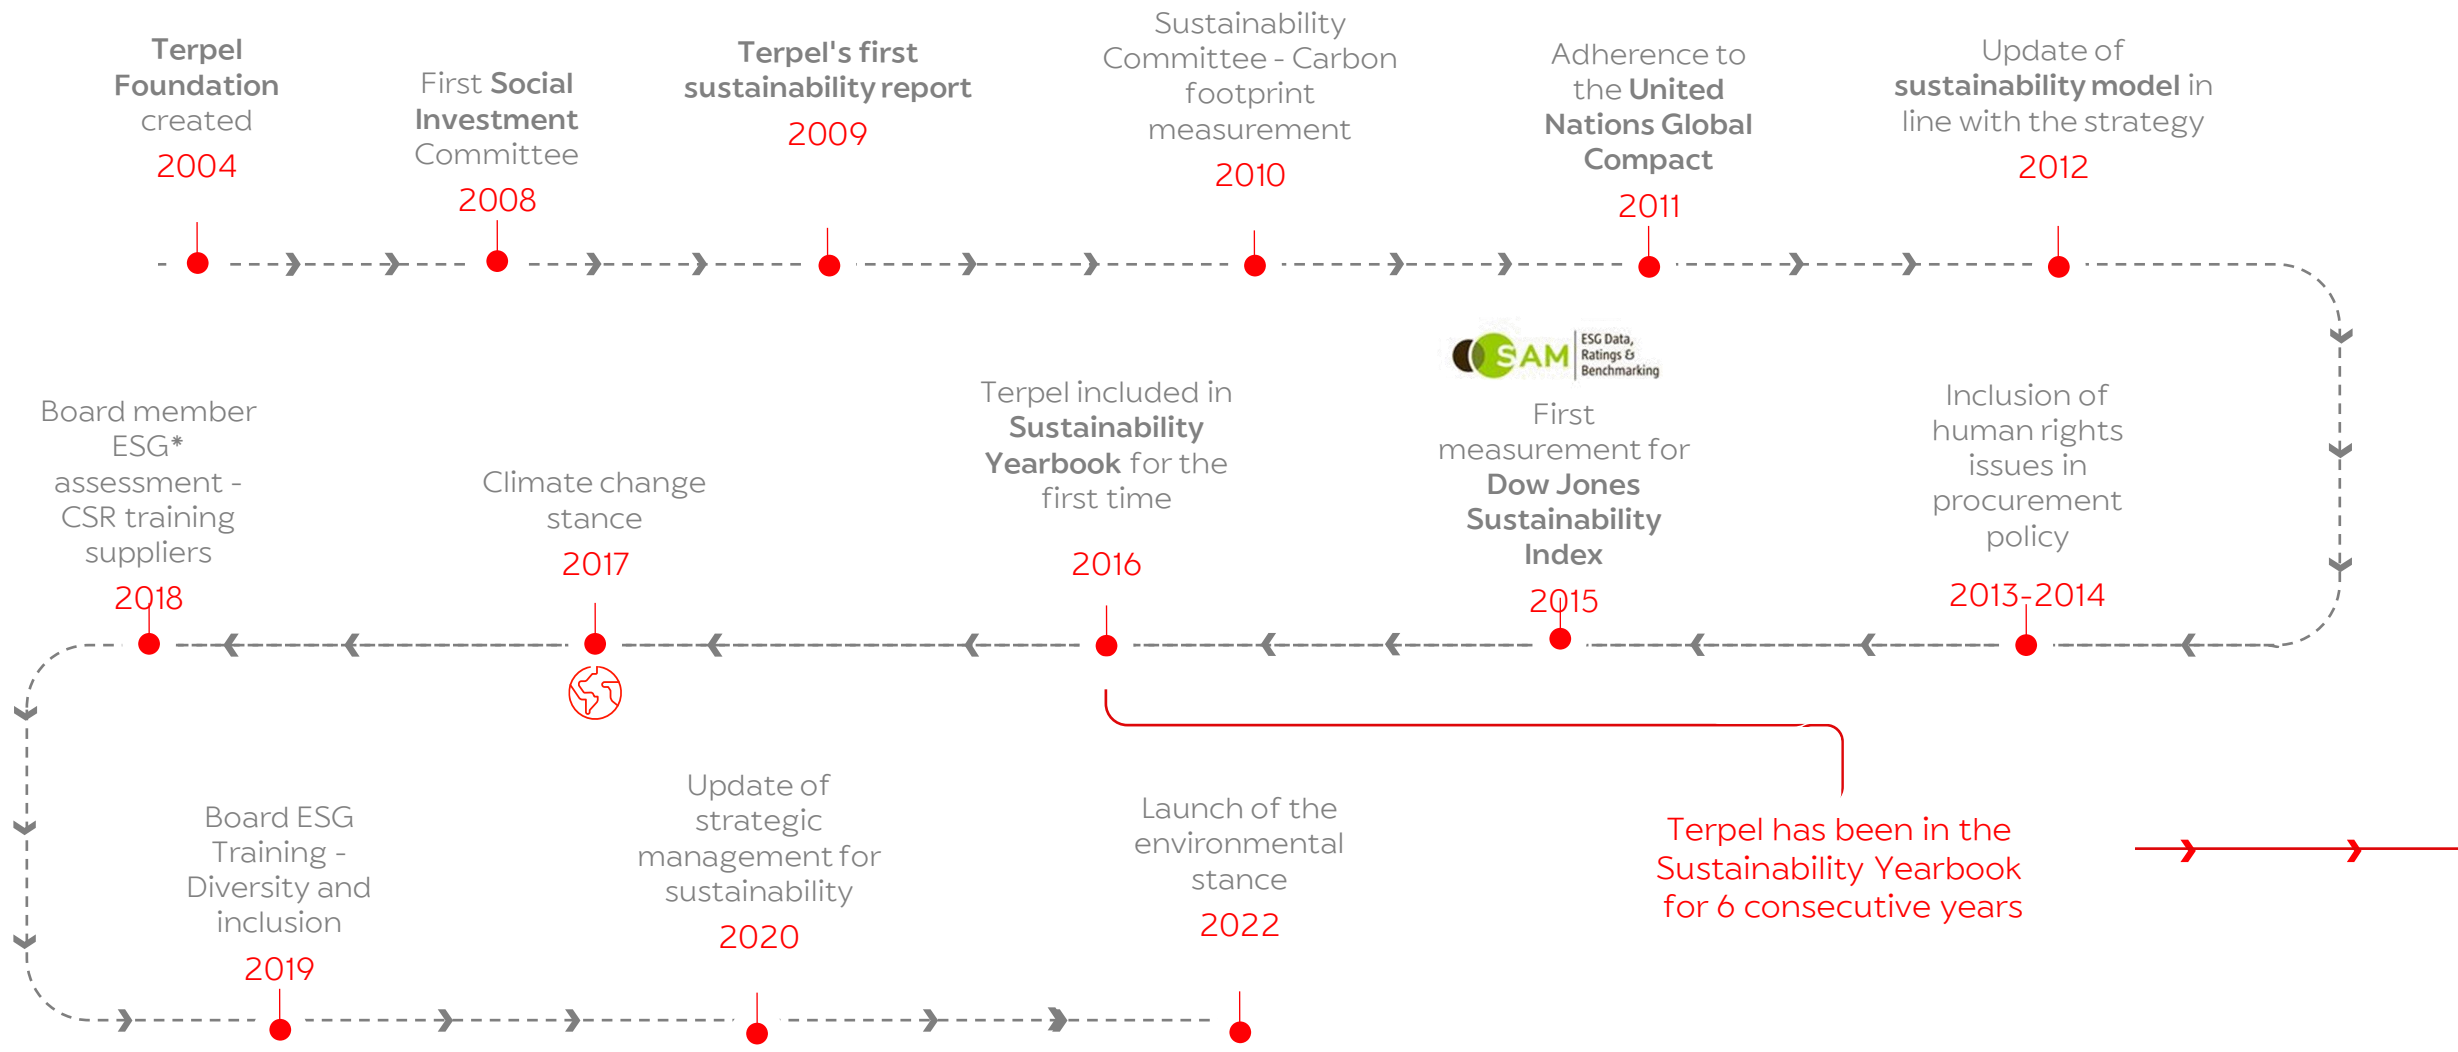 Terpel
Foundation
created
2004
First Social
Investment
Committee
2008
Terpel's first
sustainability report
2009
Sustainability
Committee - Carbon
footprint
measurement
2010
Adherence to
the United
Nations Global
Compact
2011
Update of
sustainability model in
line with the strategy
2012
Inclusion of
human rights
issues in
procurement
policy
2013-2014
SAM
ESG Data,
Ratings &
Benchmarking
First
measurement for
Dow Jones
Sustainability
Index
2015
Terpel included in
Sustainability
Yearbook for the
first time
2016
Climate change
stance
2017
Board member
ESG*
assessment -
CSR training
suppliers
2018
Board ESG
Training -
Diversity and
inclusion
2019
Update of
strategic
management for
sustainability
2020
Launch of the
environmental
stance
2022
Terpel has been in the
Sustainability Yearbook
for 6 consecutive years